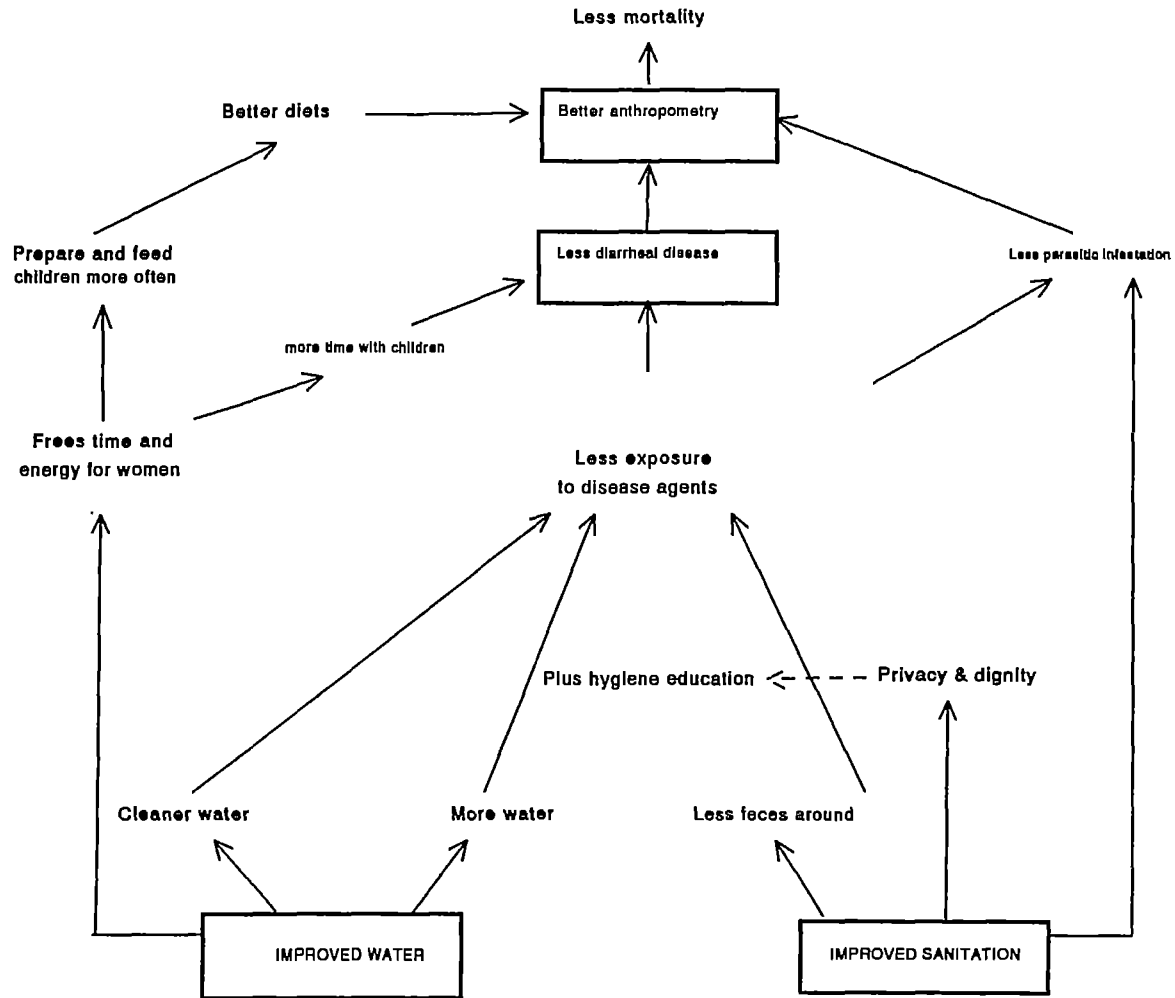 Less mortality
Better diets
Better anthropometry
Prepare and feed
children more often
Less diarrheal disease
Less parasitic infestation
more time with children
Frees time and
energy for women
Less exposure
to disease agents
Plus hygiene education
Privacy & dignity
Cleaner water
More water
Less feces around
IMPROVED WATER
IMPROVED SANITATION